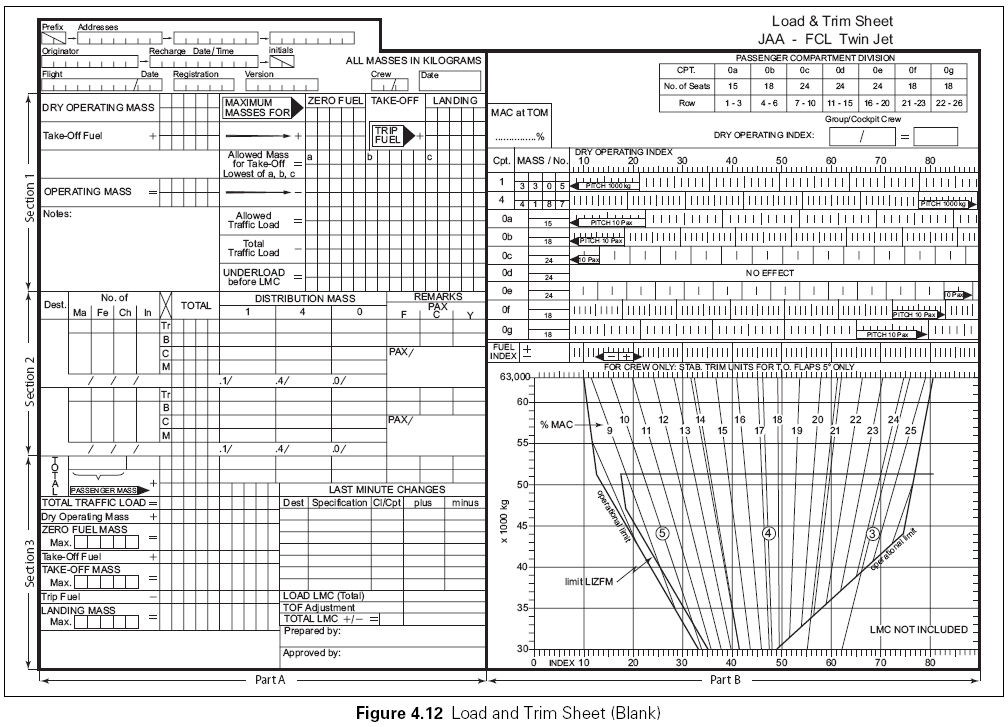 Load & Trim Sheet
JAA - FCL Twin Jet
Prefix Addresses
Originator Recharge Date/Time initials
ALL MASSES IN KILOGRAMS
Flight Date Registration Version Crew Date
Section 1
DRY OPERATING MASS
MAXIMUM MASSES FOR ZERO FUEL TAKE-OFF LANDING
Take-Off Fuel + + TRIP FUEL +
Allowed Mass for Take-Off Lowest of a, b, c = a b c
OPERATING MASS = −
Notes:
Allowed Traffic Load =
Total Traffic Load −
UNDERLOAD before LMC =
Section 2
Dest. No. of TOTAL DISTRIBUTION MASS REMARKS
Ma Fe Ch In 1 4 0 PAX
F C Y
Tr
B
C PAX/
M
/ / / .1/ .4/ .0/
Tr
B
C PAX/
M
/ / / .1/ .4/ .0/
Section 3
TOTAL
+
PASSENGER MASS
TOTAL TRAFFIC LOAD =
Dry Operating Mass +
ZERO FUEL MASS
Max. =
Take-Off Fuel +
TAKE-OFF MASS
Max. =
Trip Fuel −
LANDING MASS
Max. =
LAST MINUTE CHANGES
Dest Specification Cl/Cpt plus minus
LOAD LMC (Total)
TOF Adjustment
TOTAL LMC +/− =
Prepared by:
Approved by:
Part A
PASSENGER COMPARTMENT DIVISION
CPT. 0a 0b 0c 0d 0e 0f 0g
No. of Seats 15 18 24 24 24 18 18
Row 1 - 3 4 - 6 7 - 10 11 - 15 16 - 20 21 - 23 22 - 26
MAC at TOM
...............%
Group/Cockpit Crew
DRY OPERATING INDEX: / =
Cpt. MASS / No. DRY OPERATING INDEX
10 20 30 40 50 60 70 80
1 3 3 0 5 PITCH 1000 kg
4 4 1 8 7 PITCH 1000 kg
0a 15 PITCH 10 Pax
0b 18 PITCH 10 Pax
0c 24 10 Pax
0d 24 NO EFFECT
0e 24 10 Pax
0f 18 PITCH 10 Pax
0g 18 PITCH 10 Pax
FUEL INDEX + − − +
FOR CREW ONLY: STAB. TRIM UNITS FOR T.O. FLAPS 5° ONLY
63,000
60
55
50
45
40
35
30
x 1000 kg
% MAC
9 10 11 12 13 14 15 16 17 18 19 20 21 22 23 24 25
operational limit
operational limit
5 4 3
limit LIZFM
LMC NOT INCLUDED
0 INDEX 10 20 30 40 50 60 70 80
Part B
Figure 4.12 Load and Trim Sheet (Blank)